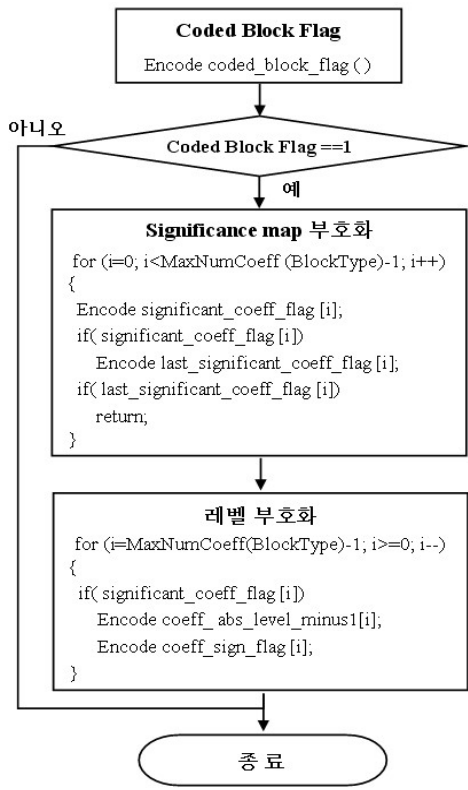 Coded Block Flag
Encode coded_block_flag ( )
아니오
Coded Block Flag ==1
예
Significance map 부호화
for (i=0; i<MaxNumCoeff (BlockType)-1; i++)
{
Encode significant_coeff_flag [i];
if( significant_coeff_flag [i])
Encode last_significant_coeff_flag [i];
if( last_significant_coeff_flag [i])
return;
}
레벨 부호화
for (i=MaxNumCoeff(BlockType)-1; i>=0; i--)
{
if( significant_coeff_flag [i])
Encode coeff_ abs_level_minus1[i];
Encode coeff_sign_flag [i];
}
종 료